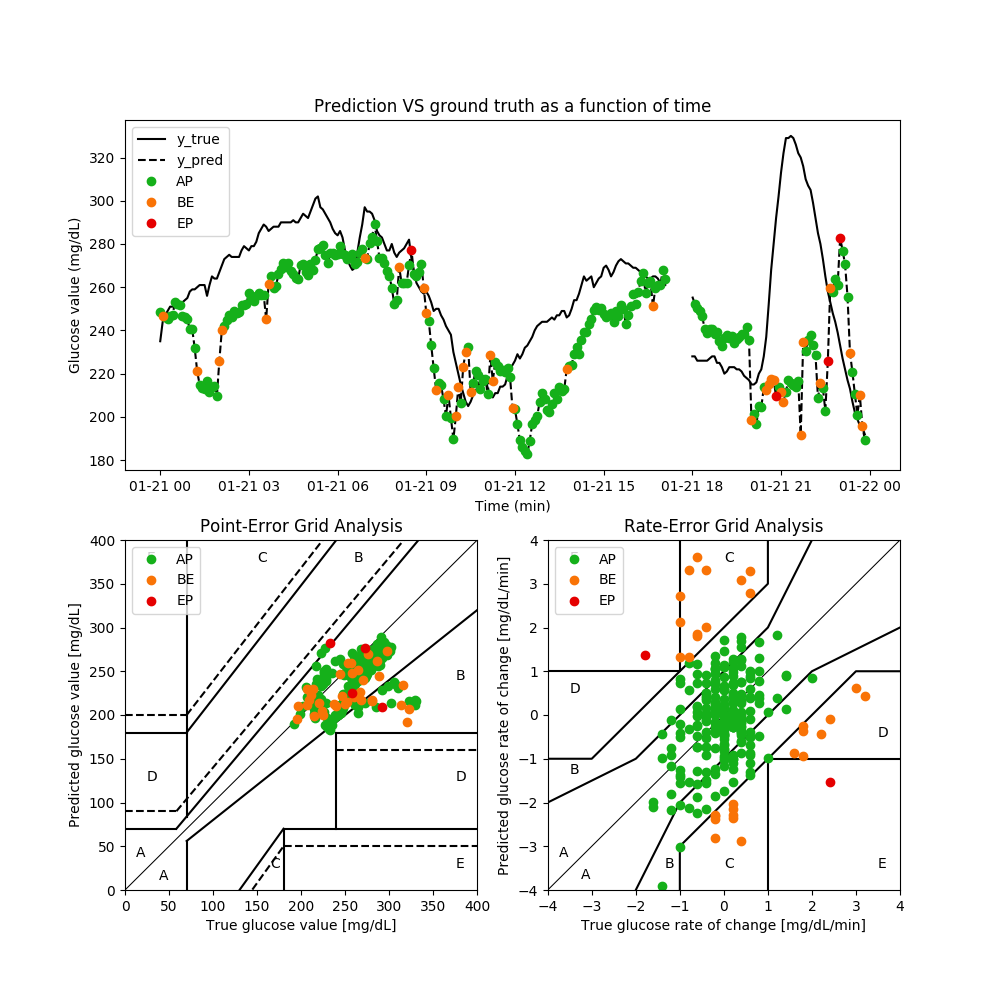 Prediction VS ground truth as a function of time
Glucose value (mg/dL)
320
300
280
260
240
220
200
180
y_true
y_pred
AP
BE
EP
01-21 00 01-21 03 01-21 06 01-21 09 01-21 12 01-21 15 01-21 18 01-21 21 01-22 00
Time (min)
Point-Error Grid Analysis
Predicted glucose value [mg/dL]
400
350
300
250
200
150
100
50
0
AP
BE
EP
C
B
B
D
D
A
A
C
E
0 50 100 150 200 250 300 350 400
True glucose value [mg/dL]
Rate-Error Grid Analysis
Predicted glucose rate of change [mg/dL/min]
4
3
2
1
0
−1
−2
−3
−4
AP
BE
EP
C
D
D
B
A
A
B
C
E
−4 −3 −2 −1 0 1 2 3 4
True glucose rate of change [mg/dL/min]